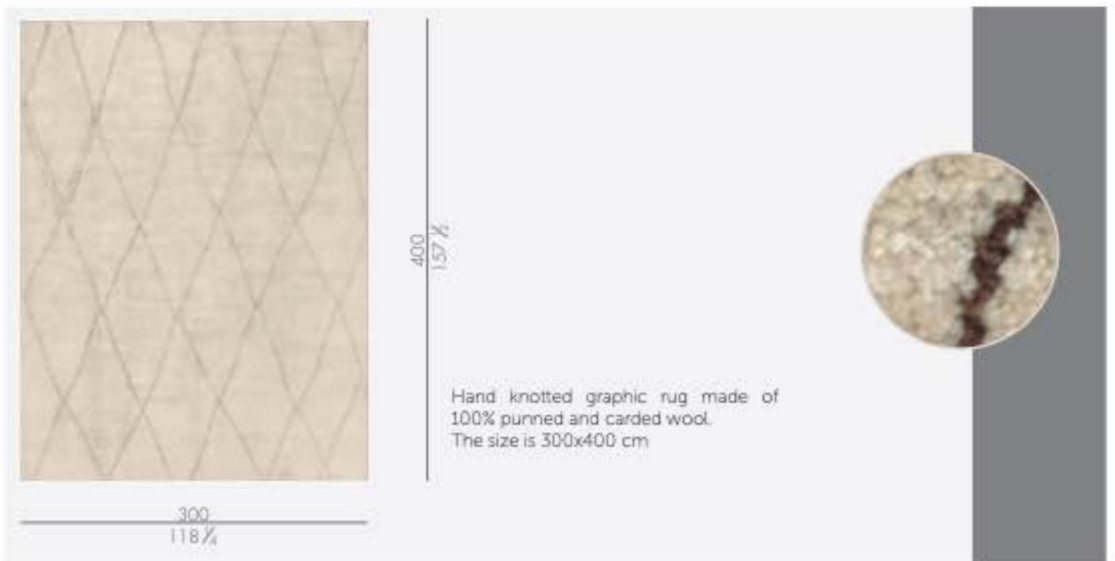 400
157 ½
Hand knotted graphic rug made of
100% punned and carded wool.
The size is 300x400 cm
300
118 ¼